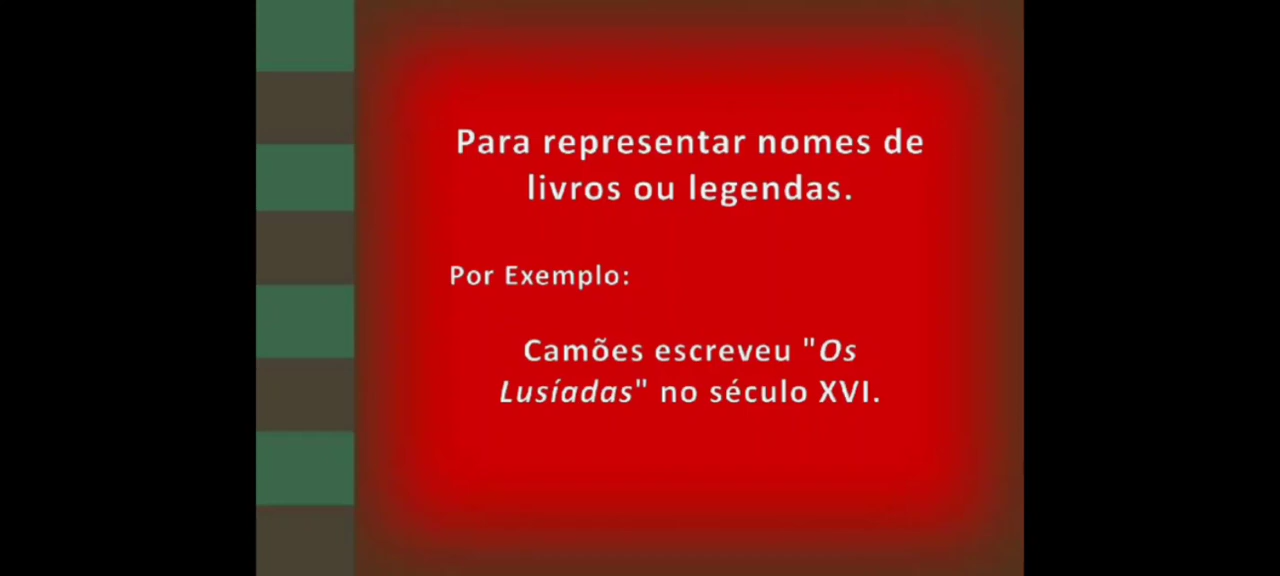 Para representar nomes de
livros ou legendas.
Por Exemplo:
Camões escreveu "Os
Lusíadas" no século XVI.